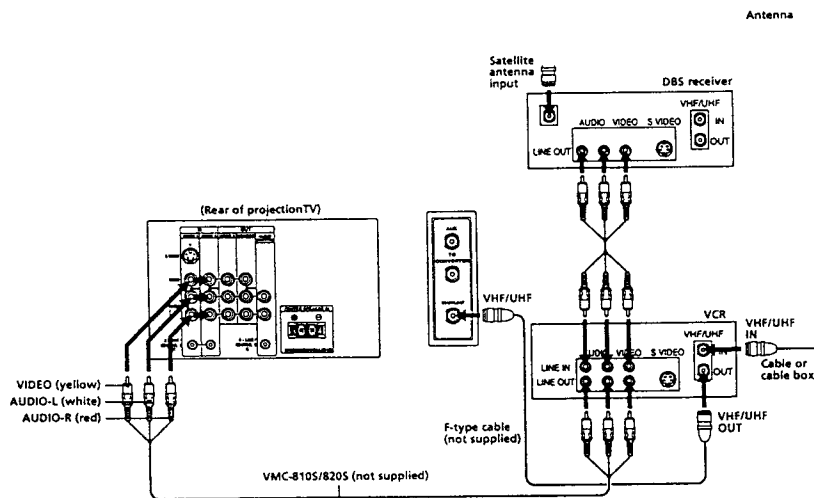 Antenna
Satellite
antenna
input
DBS receiver
VHF/UHF
AUDIO VIDEO S VIDEO
IN
OUT
LINE OUT
(Rear of projectionTV)
VHF/UHF
VCR
VHF/UHF
IN
OUT
AUDIO VIDEO S VIDEO
LINE IN
LINE OUT
VHF/UHF
IN
Cable or
cable box
VHF/UHF
OUT
VIDEO (yellow)
AUDIO-L (white)
AUDIO-R (red)
F-type cable
(not supplied)
VMC-810S/820S (not supplied)